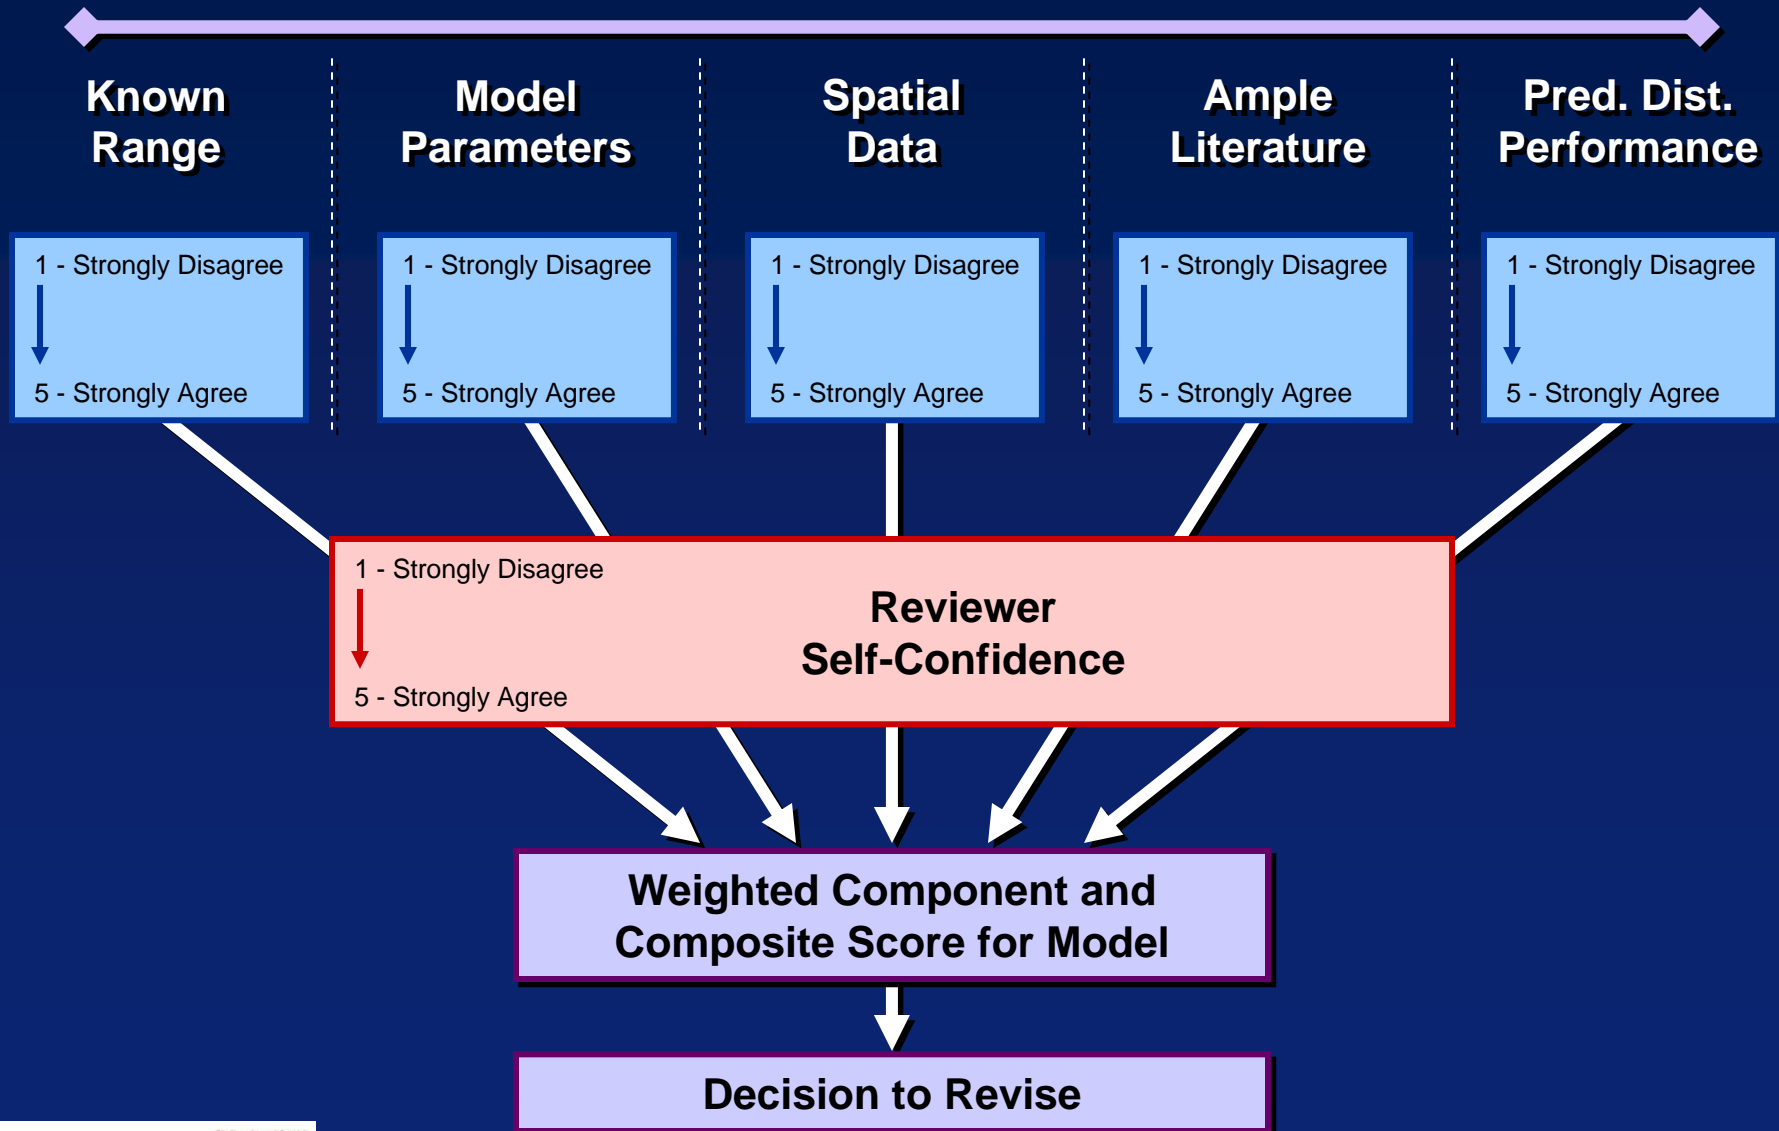 Known
Range
Model
Parameters
Spatial
Data
Ample
Literature
Pred. Dist.
Performance
1 - Strongly Disagree
5 - Strongly Agree
1 - Strongly Disagree
5 - Strongly Agree
1 - Strongly Disagree
5 - Strongly Agree
1 - Strongly Disagree
5 - Strongly Agree
1 - Strongly Disagree
5 - Strongly Agree
1 - Strongly Disagree
5 - Strongly Agree
Reviewer
Self-Confidence
Weighted Component and
Composite Score for Model
Decision to Revise